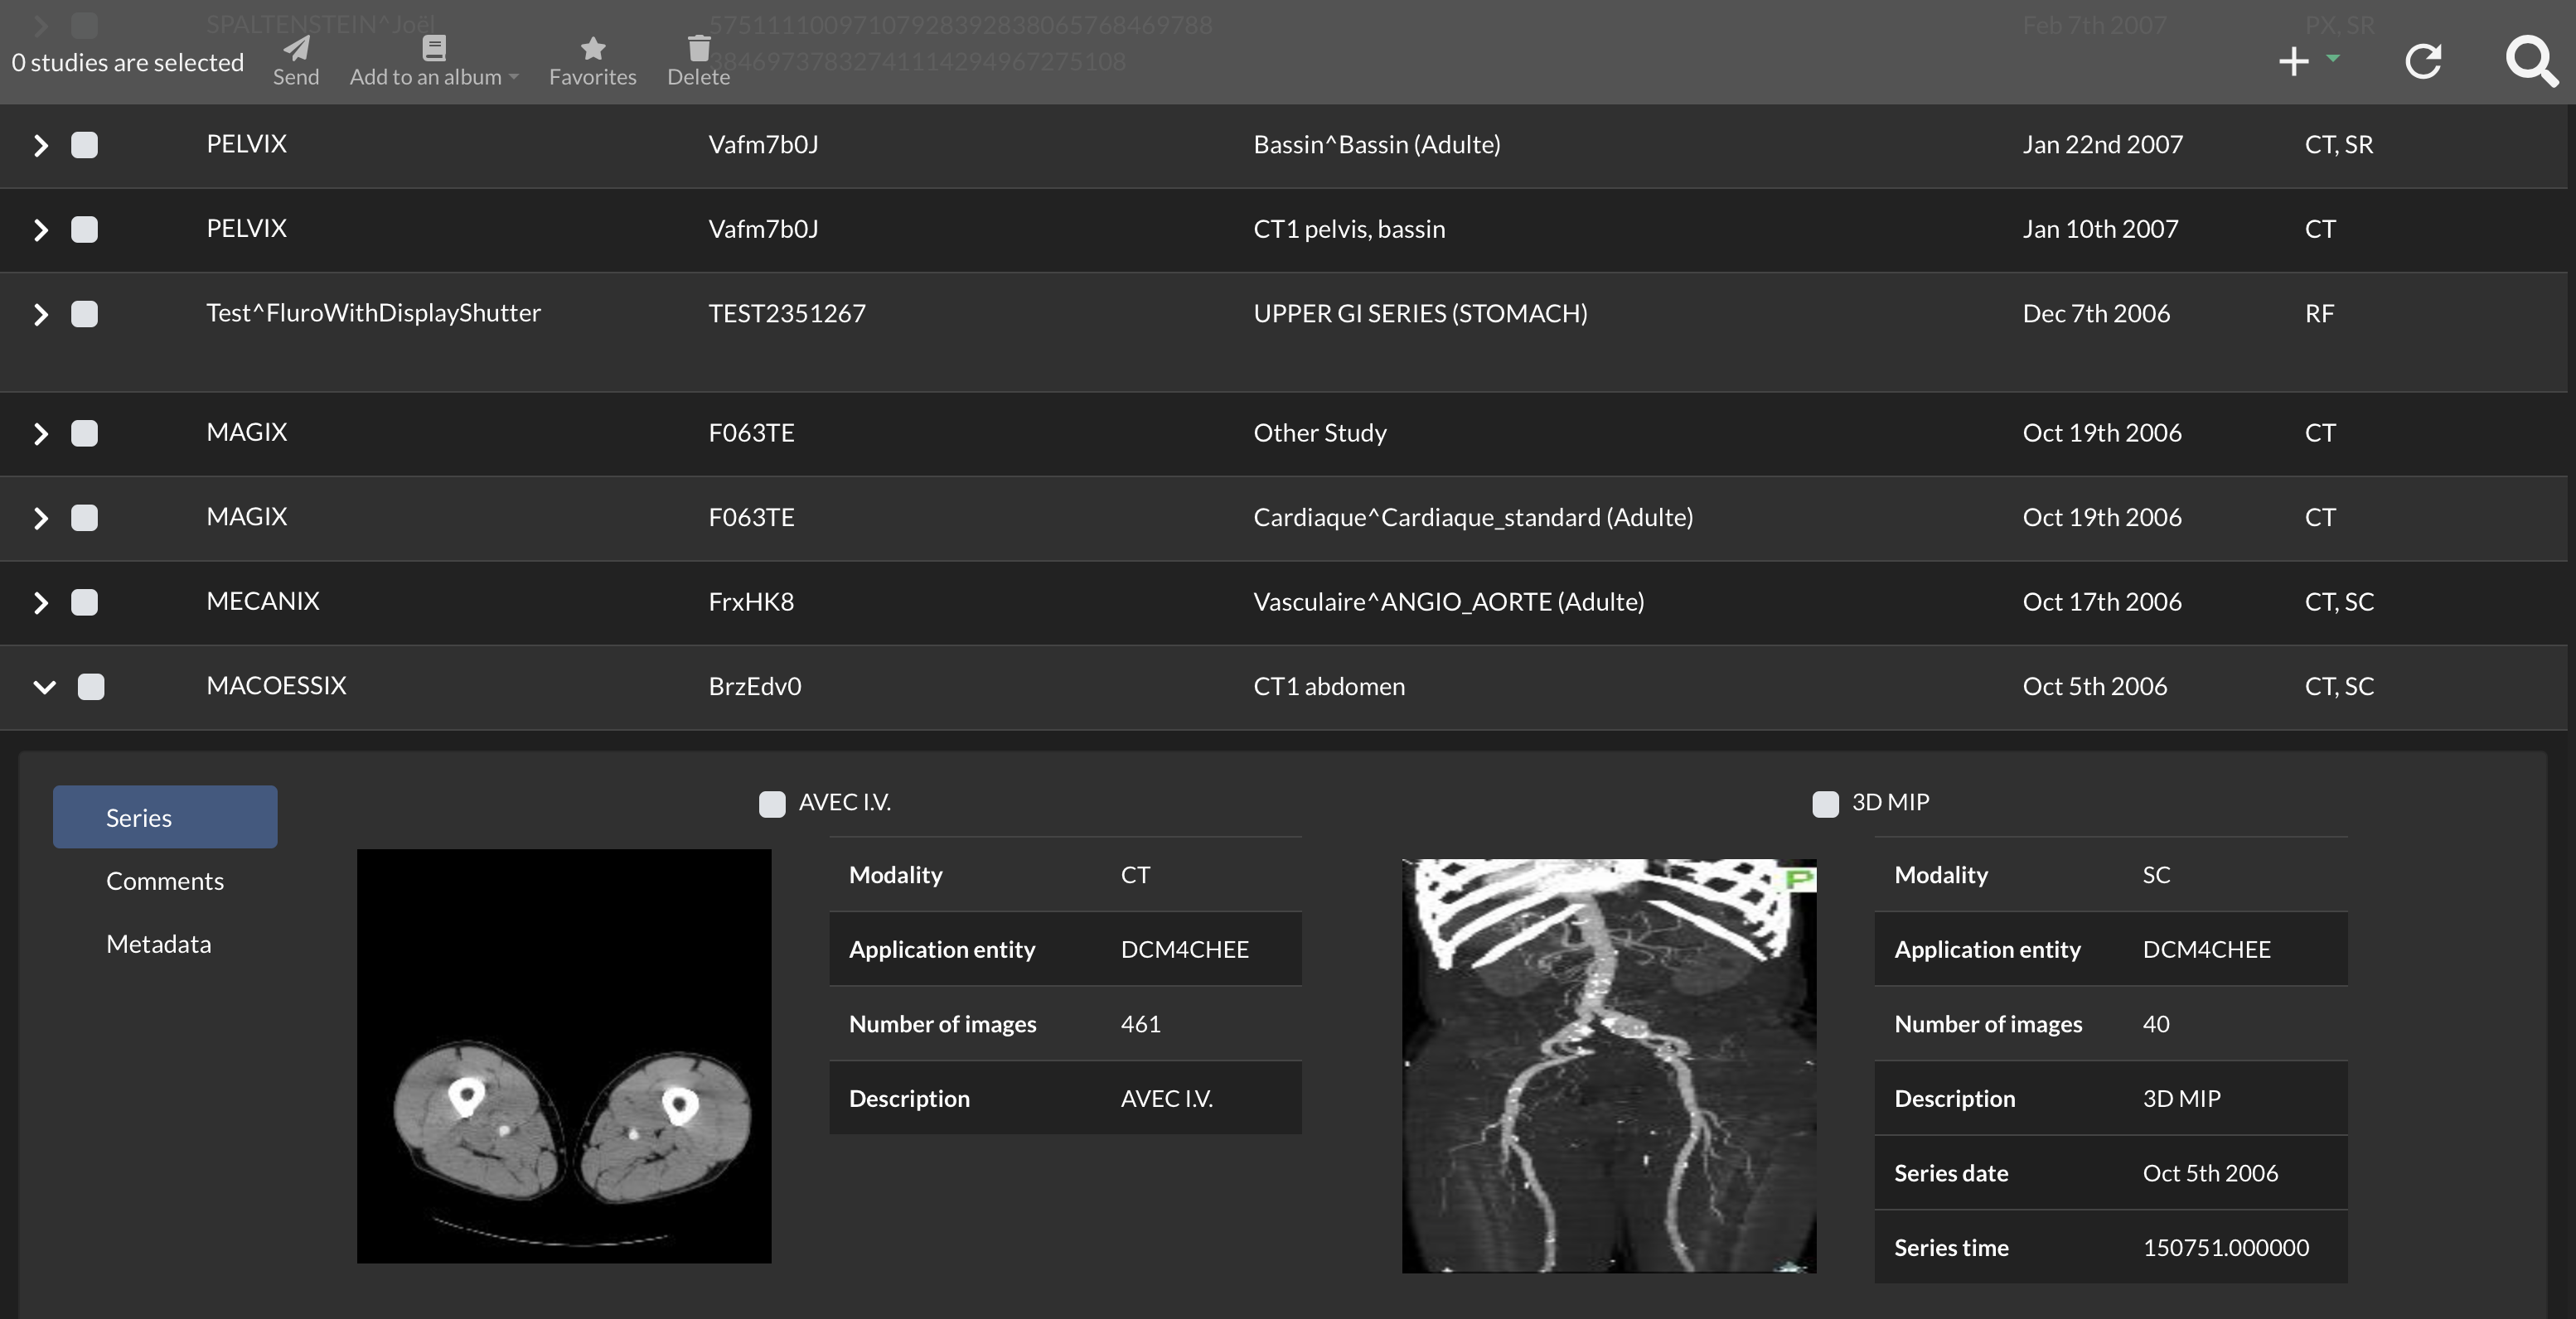 SPALTENSTEIN^Joël 575111100971079283928380657684697​88 Feb 7th 2007 PX, SR
38469737832741114294967275108
0 studies are selected Send Add to an album Favorites Delete
PELVIX Vafm7b0J Bassin^Bassin (Adulte) Jan 22nd 2007 CT, SR
PELVIX Vafm7b0J CT1 pelvis, bassin Jan 10th 2007 CT
Test^FluroWithDisplayShutter TEST2351267 UPPER GI SERIES (STOMACH) Dec 7th 2006 RF
MAGIX F063TE Other Study Oct 19th 2006 CT
MAGIX F063TE Cardiaque^Cardiaque_standard (Adulte) Oct 19th 2006 CT
MECANIX FrxHK8 Vasculaire^ANGIO_AORTE (Adulte) Oct 17th 2006 CT, SC
MACOESSIX BrzEdv0 CT1 abdomen Oct 5th 2006 CT, SC
Series
Comments
Metadata
AVEC I.V.
Modality CT
Application entity DCM4CHEE
Number of images 461
Description AVEC I.V.
3D MIP
P
Modality SC
Application entity DCM4CHEE
Number of images 40
Description 3D MIP
Series date Oct 5th 2006
Series time 150751.000000